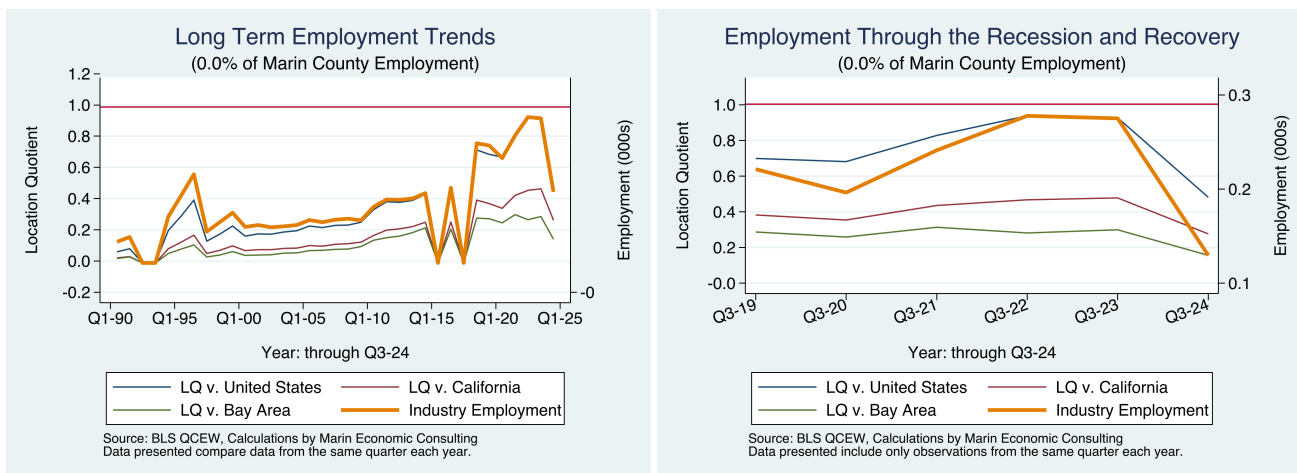 Long Term Employment Trends
(0.0% of Marin County Employment)
Location Quotient
1.2
1.0
0.8
0.6
0.4
0.2
0.0
-0.2
Employment (000s)
-0
Q1-90 Q1-95 Q1-00 Q1-05 Q1-10 Q1-15 Q1-20 Q1-25
Year: through Q3-24
LQ v. United States LQ v. California
LQ v. Bay Area Industry Employment
Source: BLS QCEW, Calculations by Marin Economic Consulting
Data presented compare data from the same quarter each year.
Employment Through the Recession and Recovery
(0.0% of Marin County Employment)
Location Quotient
1.0
0.8
0.6
0.4
0.2
-0.0
Employment (000s)
0.3
0.2
0.1
Q3-19 Q3-20 Q3-21 Q3-22 Q3-23 Q3-24
Year: through Q3-24
LQ v. United States LQ v. California
LQ v. Bay Area Industry Employment
Source: BLS QCEW, Calculations by Marin Economic Consulting
Data presented include only observations from the same quarter each year.